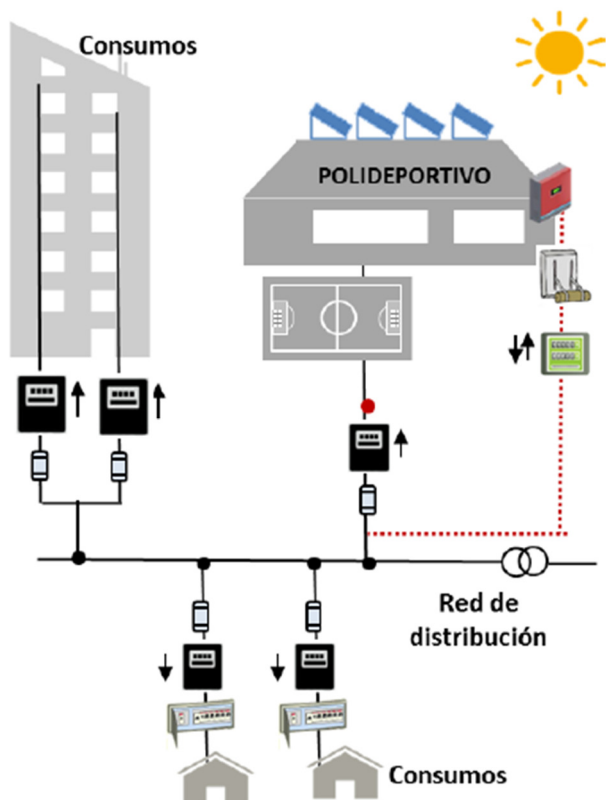 Consumos
POLIDEPORTIVO
Red de
distribución
Consumos